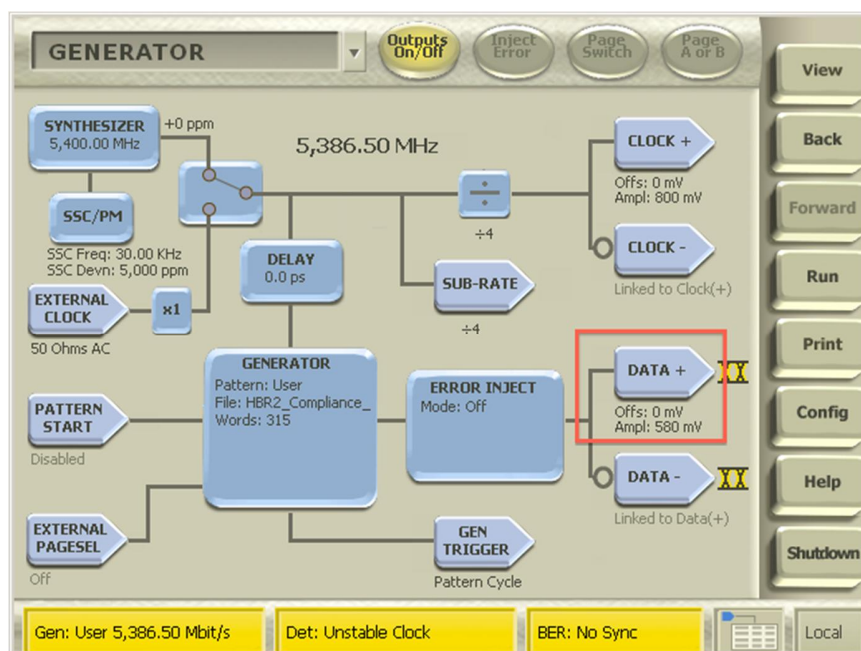 GENERATOR
Outputs On/Off
Inject Error
Page Switch
Page A or B
View
Back
Forward
Run
Print
Config
Help
Shutdown
SYNTHESIZER
5,400.00 MHz
+0 ppm
5,386.50 MHz
SSC/PM
SSC Freq: 30.00 KHz
SSC Devn: 5,000 ppm
EXTERNAL
CLOCK
x1
50 Ohms AC
DELAY
0.0 ps
÷
÷4
SUB-RATE
÷4
CLOCK +
Offs: 0 mV
Ampl: 800 mV
CLOCK -
Linked to Clock(+)
PATTERN
START
Disabled
GENERATOR
Pattern: User
File: HBR2_Compliance_
Words: 315
ERROR INJECT
Mode: Off
DATA +
Offs: 0 mV
Ampl: 580 mV
DATA -
Linked to Data(+)
EXTERNAL
PAGESEL
Off
GEN
TRIGGER
Pattern Cycle
Gen: User 5,386.50 Mbit/s
Det: Unstable Clock
BER: No Sync
Local